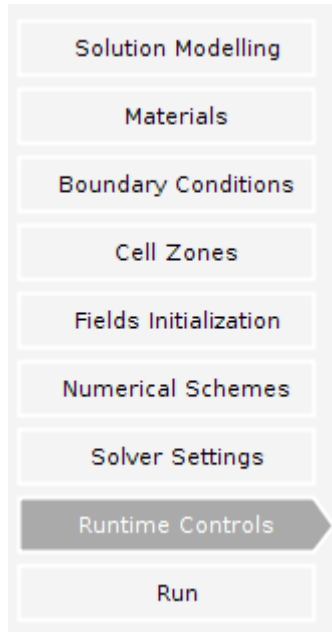 Solution Modelling
Materials
Boundary Conditions
Cell Zones
Fields Initialization
Numerical Schemes
Solver Settings
Runtime Controls
Run